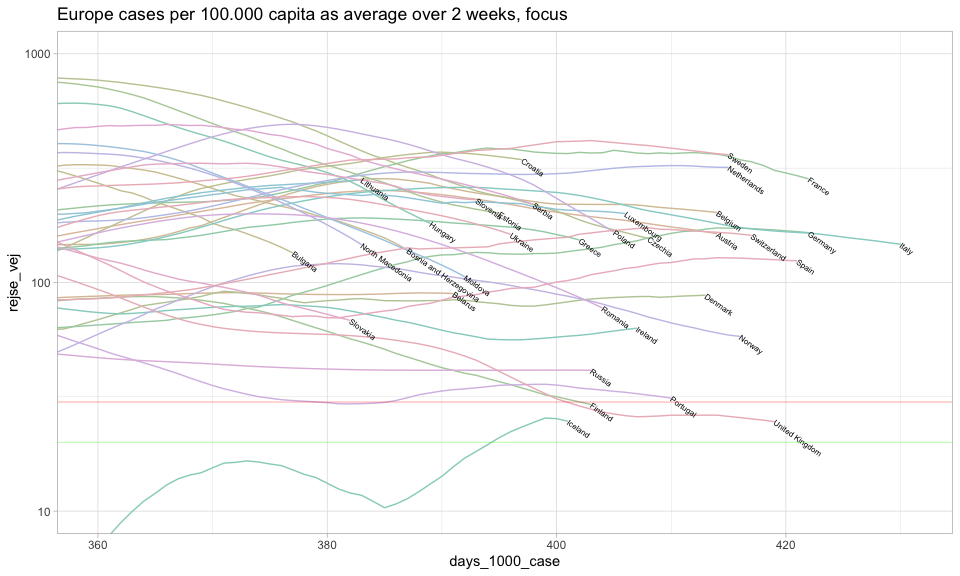 Europe cases per 100.000 capita as average over 2 weeks, focus
1000
100
10
rejse_vej
360
380
400
420
days_1000_case
Croatia
Sweden
Netherlands
France
Lithuania
Slovenia
Estonia
Serbia
Luxembourg
Belgium
Hungary
Ukraine
Greece
Poland
Czechia
Austria
Switzerland
Germany
Italy
Bulgaria
North Macedonia
Bosnia and Herzegovina
Moldova
Belarus
Spain
Slovakia
Romania
Ireland
Denmark
Norway
Russia
Finland
Iceland
Portugal
United Kingdom